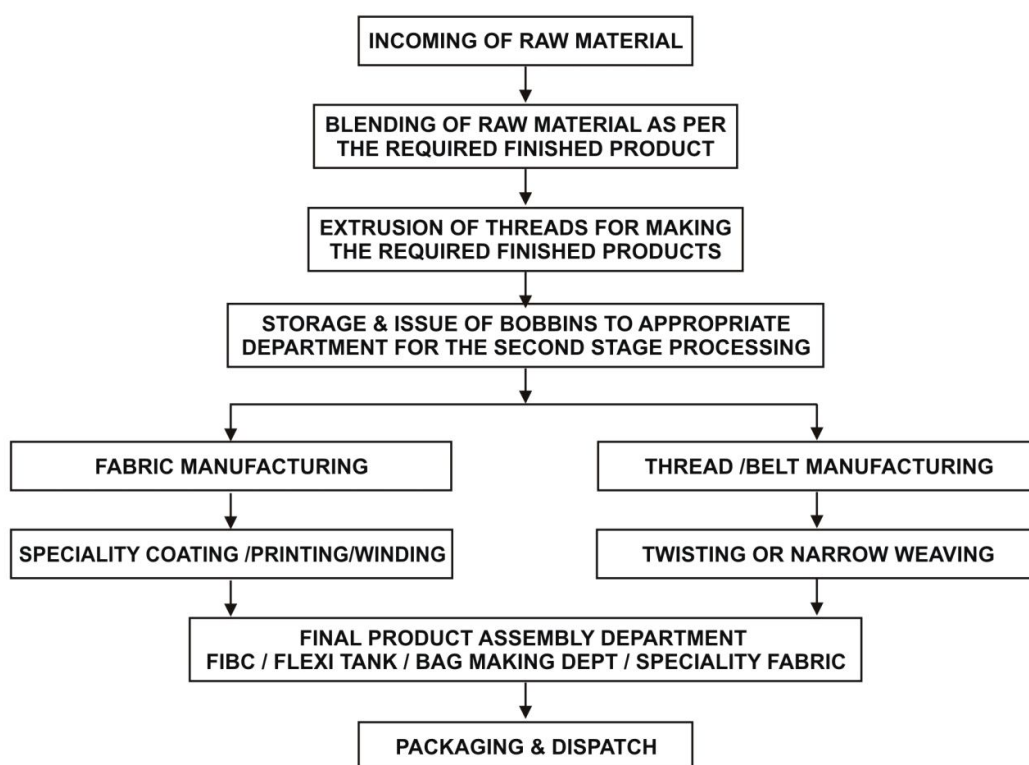 INCOMING OF RAW MATERIAL
BLENDING OF RAW MATERIAL AS PER
THE REQUIRED FINISHED PRODUCT
EXTRUSION OF THREADS FOR MAKING
THE REQUIRED FINISHED PRODUCTS
STORAGE & ISSUE OF BOBBINS TO APPROPRIATE
DEPARTMENT FOR THE SECOND STAGE PROCESSING
FABRIC MANUFACTURING
THREAD /BELT MANUFACTURING
SPECIALITY COATING /PRINTING/WINDING
TWISTING OR NARROW WEAVING
FINAL PRODUCT ASSEMBLY DEPARTMENT
FIBC / FLEXI TANK / BAG MAKING DEPT / SPECIALITY FABRIC
PACKAGING & DISPATCH